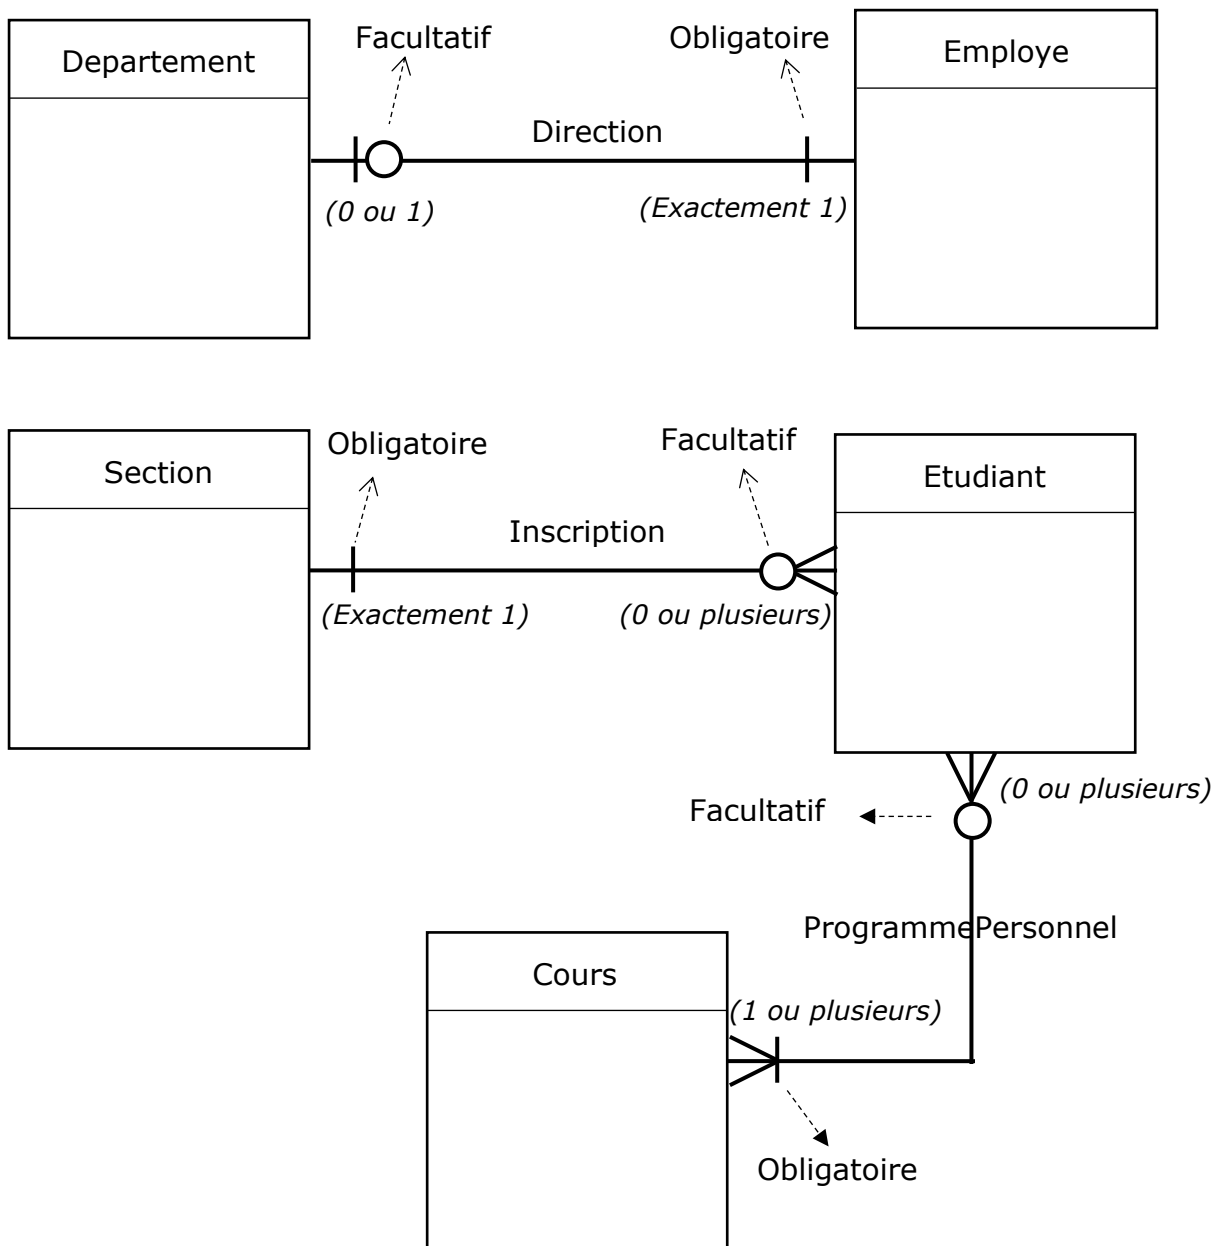 Departement
Facultatif
Obligatoire
Employe
Direction
(0 ou 1)
(Exactement 1)
Section
Obligatoire
Facultatif
Etudiant
Inscription
(Exactement 1)
(0 ou plusieurs)
(0 ou plusieurs)
Facultatif
ProgrammePersonnel
Cours
(1 ou plusieurs)
Obligatoire